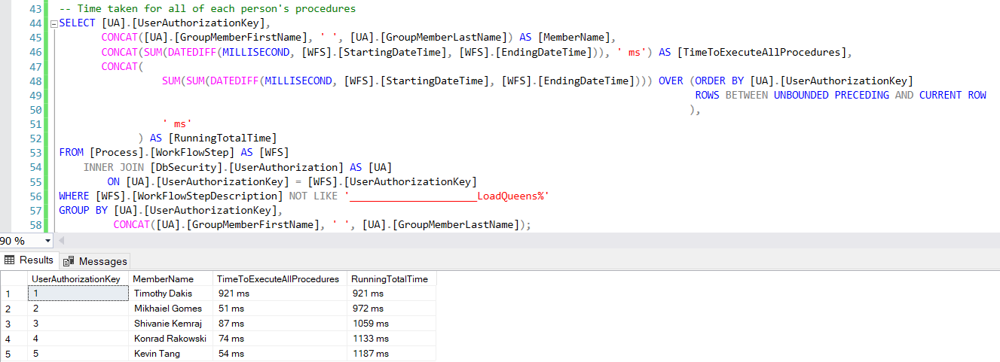 43 -- Time taken for all of each person's procedures
44 SELECT [UA].[UserAuthorizationKey],
45 CONCAT([UA].[GroupMemberFirstName], ' ', [UA].[GroupMemberLastName]) AS [MemberName],
46 CONCAT(SUM(DATEDIFF(MILLISECOND, [WFS].[StartingDateTime], [WFS].[EndingDateTime])), ' ms') AS [TimeToExecuteAllProcedures],
47 CONCAT(
48 SUM(SUM(DATEDIFF(MILLISECOND, [WFS].[StartingDateTime], [WFS].[EndingDateTime]))) OVER (ORDER BY [UA].[UserAuthorizationKey]
49 ROWS BETWEEN UNBOUNDED PRECEDING AND CURRENT ROW
50 ),
51 ' ms'
52 ) AS [RunningTotalTime]
53 FROM [Process].[WorkFlowStep] AS [WFS]
54 INNER JOIN [DbSecurity].[UserAuthorization] AS [UA]
55 ON [UA].[UserAuthorizationKey] = [WFS].[UserAuthorizationKey]
56 WHERE [WFS].[WorkFlowStepDescription] NOT LIKE '_____________________LoadQueens%'
57 GROUP BY [UA].[UserAuthorizationKey],
58 CONCAT([UA].[GroupMemberFirstName], ' ', [UA].[GroupMemberLastName]);
90 %
Results Messages
UserAuthorizationKey MemberName TimeToExecuteAllProcedures RunningTotalTime
1 1 Timothy Dakis 921 ms 921 ms
2 2 Mikhaiel Gomes 51 ms 972 ms
3 3 Shivanie Kemraj 87 ms 1059 ms
4 4 Konrad Rakowski 74 ms 1133 ms
5 5 Kevin Tang 54 ms 1187 ms